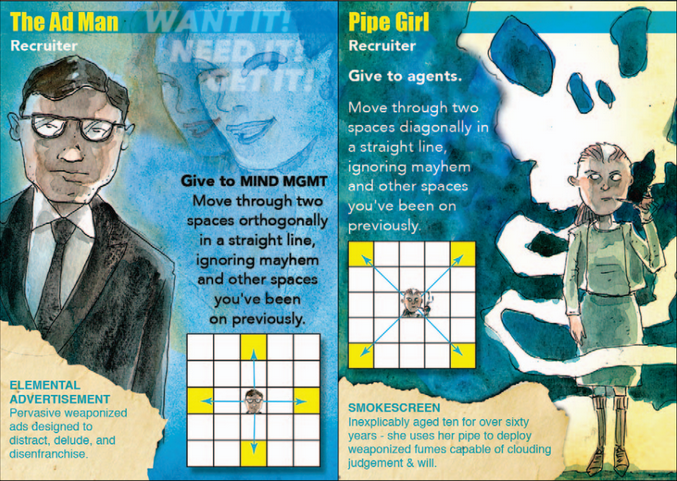 The Ad Man
Recruiter
WANT IT!
NEED IT!
GET IT!
Give to MIND MGMT
Move through two
spaces orthogonally
in a straight line,
ignoring mayhem
and other spaces
you've been
on previously.
ELEMENTAL
ADVERTISEMENT
Pervasive weaponized
ads designed to
distract, delude, and
disenfranchise.
Pipe Girl
Recruiter
Give to agents.
Move through two
spaces diagonally in
a straight line,
ignoring mayhem
and other spaces
you've been on
previously.
SMOKESCREEN
Inexplicably aged ten for over sixty
years - she uses her pipe to deploy
weaponized fumes capable of clouding
judgement & will.